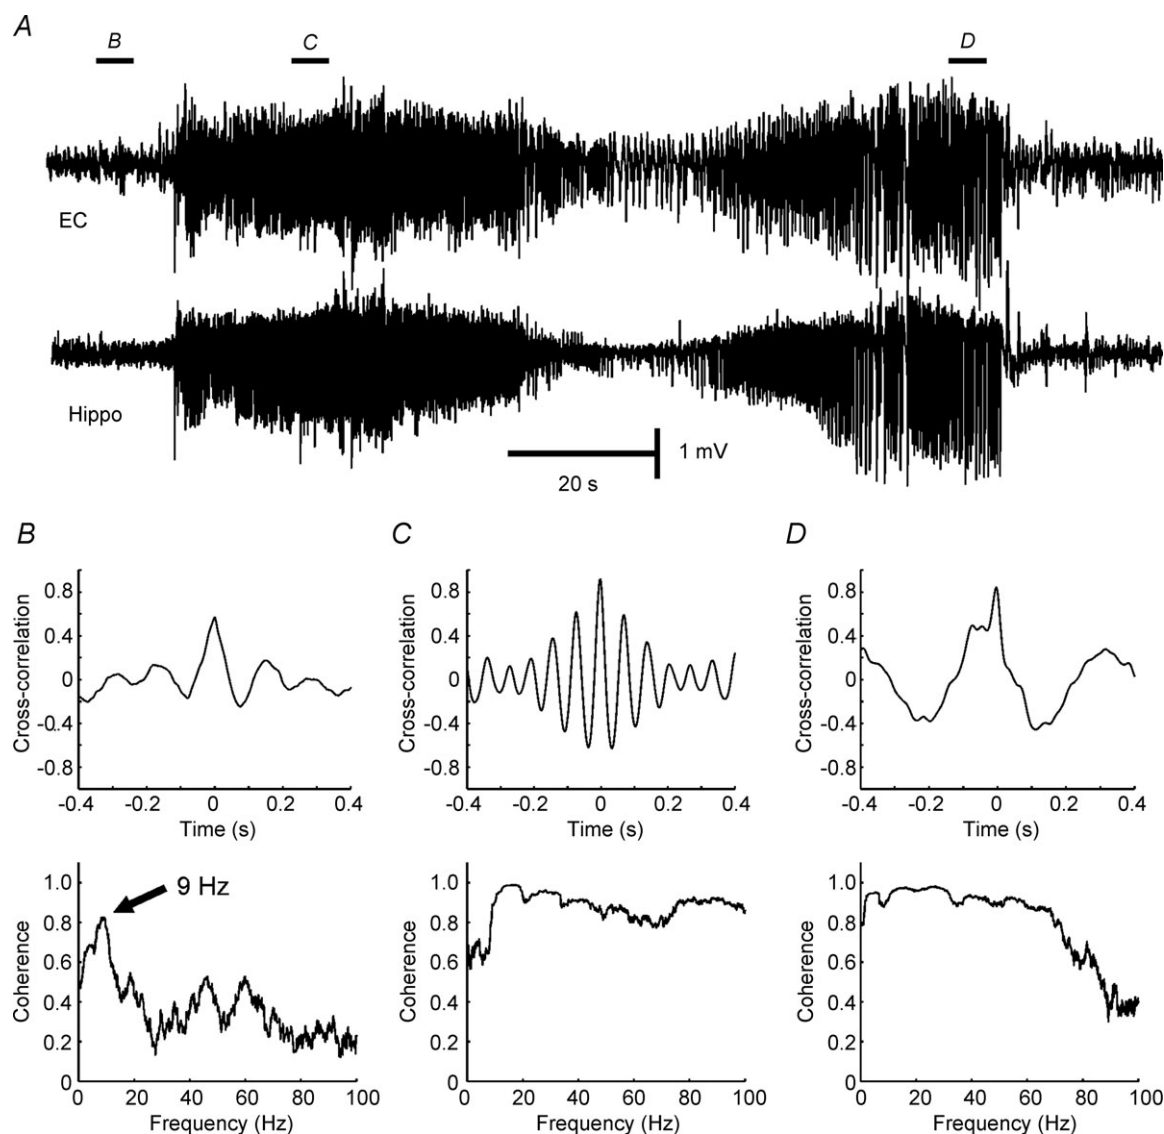 A
B C D
EC
Hippo
1 mV
20 s
B C D
Cross-correlation
0.8
0.4
0
-0.4
-0.8
-0.4 -0.2 0 0.2 0.4
Time (s)
Cross-correlation
0.8
0.4
0
-0.4
-0.8
-0.4 -0.2 0 0.2 0.4
Time (s)
Cross-correlation
0.8
0.4
0
-0.4
-0.8
-0.4 -0.2 0 0.2 0.4
Time (s)
9 Hz
Coherence
1.0
0.8
0.6
0.4
0.2
0
0 20 40 60 80 100
Frequency (Hz)
Coherence
1.0
0.8
0.6
0.4
0.2
0
0 20 40 60 80 100
Frequency (Hz)
Coherence
1.0
0.8
0.6
0.4
0.2
0
0 20 40 60 80 100
Frequency (Hz)